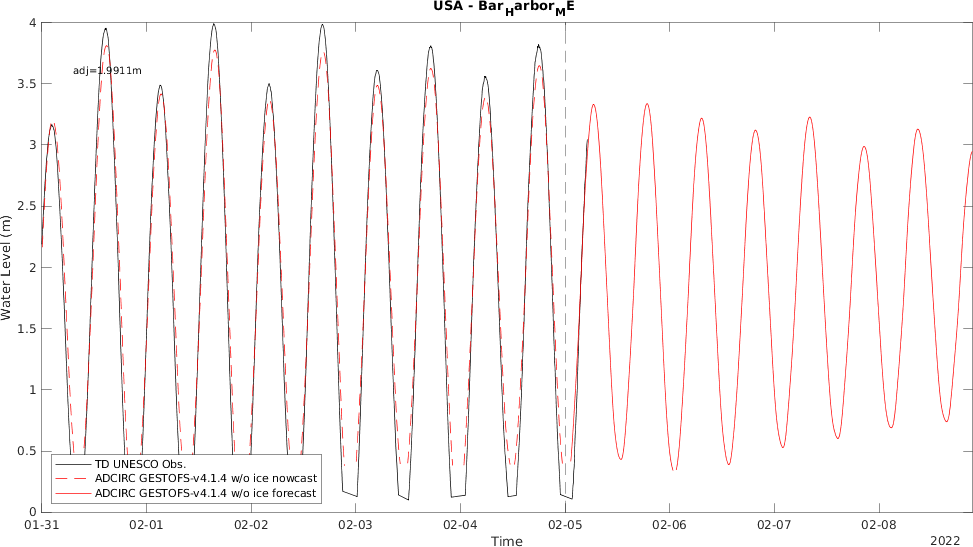 USA - Bar_Harbor_ME
4
adj=1.9911m
3.5
3
2.5
2
1.5
1
0.5
0
Water Level (m)
TD UNESCO Obs.
ADCIRC GESTOFS-v4.1.4 w/o ice nowcast
ADCIRC GESTOFS-v4.1.4 w/o ice forecast
01-31 02-01 02-02 02-03 02-04 02-05 02-06 02-07 02-08
Time
2022